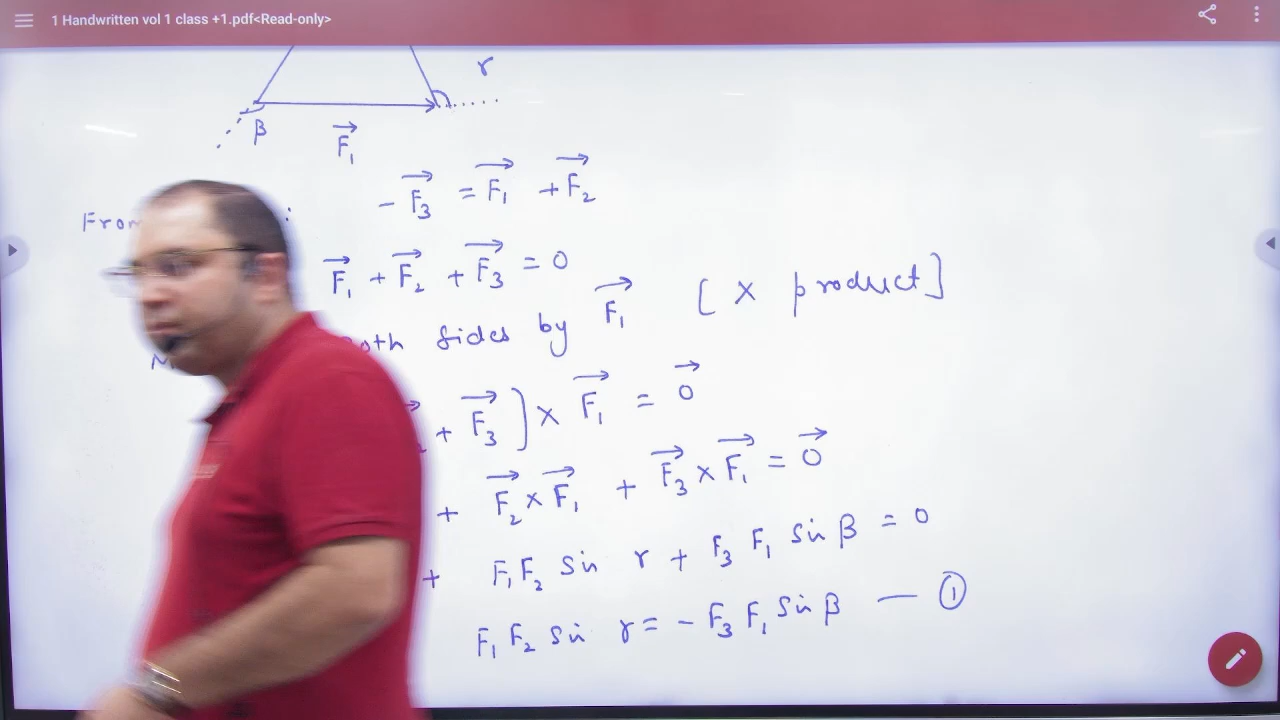 1 Handwritten vol 1 class +1.pdf<Read-only>
r
β
F₁⃗
- F₃⃗ = F₁⃗ + F₂⃗
:
F₁⃗ + F₂⃗ + F₃⃗ = 0
sides by F₁⃗ [ × product]
+ F₃⃗ ] × F₁⃗ = 0⃗
+ F₂⃗ × F₁⃗ + F₃⃗ × F₁⃗ = 0⃗
+ F₁F₂ sin r + F₃ F₁ sin β = 0
F₁ F₂ sin r = - F₃ F₁ sin β — ①